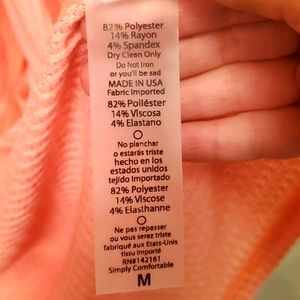 82% Polyester
14% Rayon
4% Spandex
Dry Clean Only
Do Not Iron
or you'll be sad
MADE IN USA
Fabric Imported
82% Poliéster
14% Viscosa
4% Elastano
No planchar
o estarás triste
hecho en los
estados unidos
tejido importado
82% Polyester
14% Viscose
4% Elasthanne
Ne pas repasser
ou vous serez triste
fabriqué aux Etats-Unis
tissu importé
RN#142161
Simply Comfortable
M